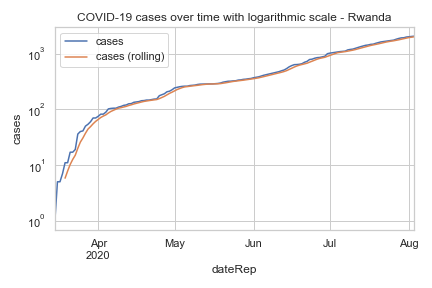 COVID-19 cases over time with logarithmic scale - Rwanda
cases
cases (rolling)
10³
10²
10¹
10⁰
cases
Apr
2020
May
Jun
Jul
Aug
dateRep